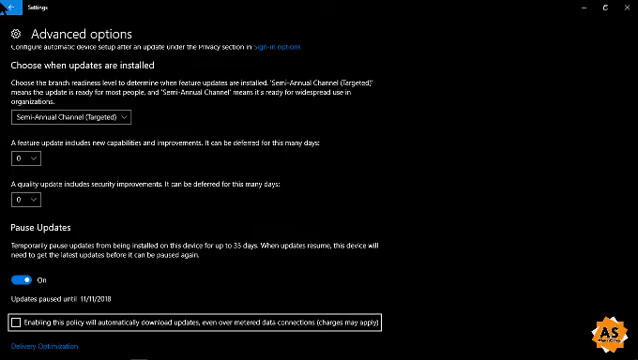 Settings
Advanced options
Configure automatic device setup after an update under the Privacy section in Sign-in options
Choose when updates are installed
Choose the branch readiness level to determine when feature updates are installed. 'Semi-Annual Channel (Targeted)'
means the update is ready for most people, and 'Semi-Annual Channel' means it's ready for widespread use in
organizations.
Semi-Annual Channel (Targeted)
A feature update includes new capabilities and improvements. It can be deferred for this many days:
0
A quality update includes security improvements. It can be deferred for this many days:
0
Pause Updates
Temporarily pause updates from being installed on this device for up to 35 days. When updates resume, this device will
need to get the latest updates before it can be paused again.
On
Updates paused until 11/11/2018
Enabling this policy will automatically download updates, even over metered data connections (charges may apply)
Delivery Optimization
AS